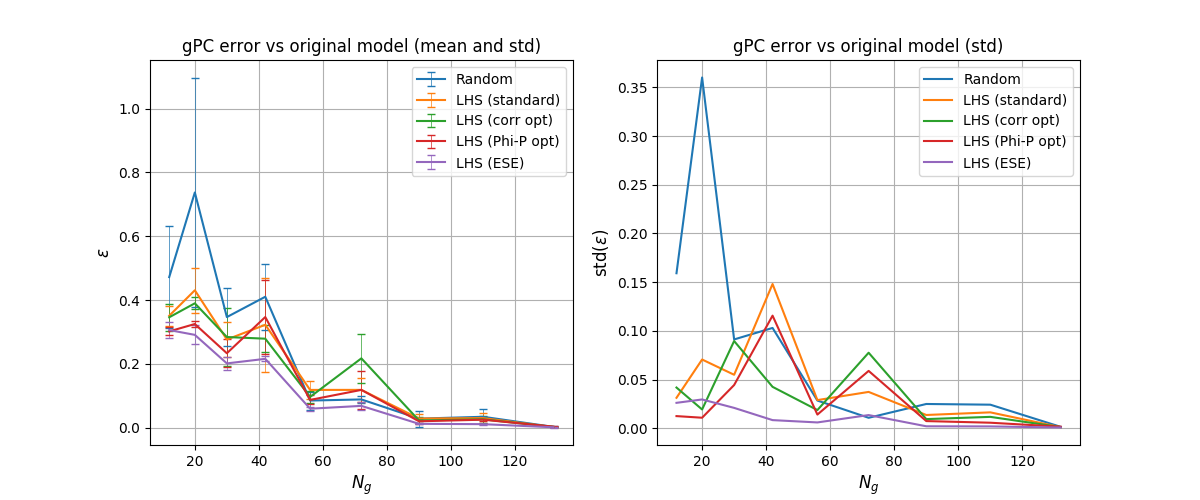 gPC error vs original model (mean and std)
ε
1.0
0.8
0.6
0.4
0.2
0.0
20 40 60 80 100 120
N_g
Random
LHS (standard)
LHS (corr opt)
LHS (Phi-P opt)
LHS (ESE)
gPC error vs original model (std)
std(ε)
0.35
0.30
0.25
0.20
0.15
0.10
0.05
0.00
20 40 60 80 100 120
N_g
Random
LHS (standard)
LHS (corr opt)
LHS (Phi-P opt)
LHS (ESE)